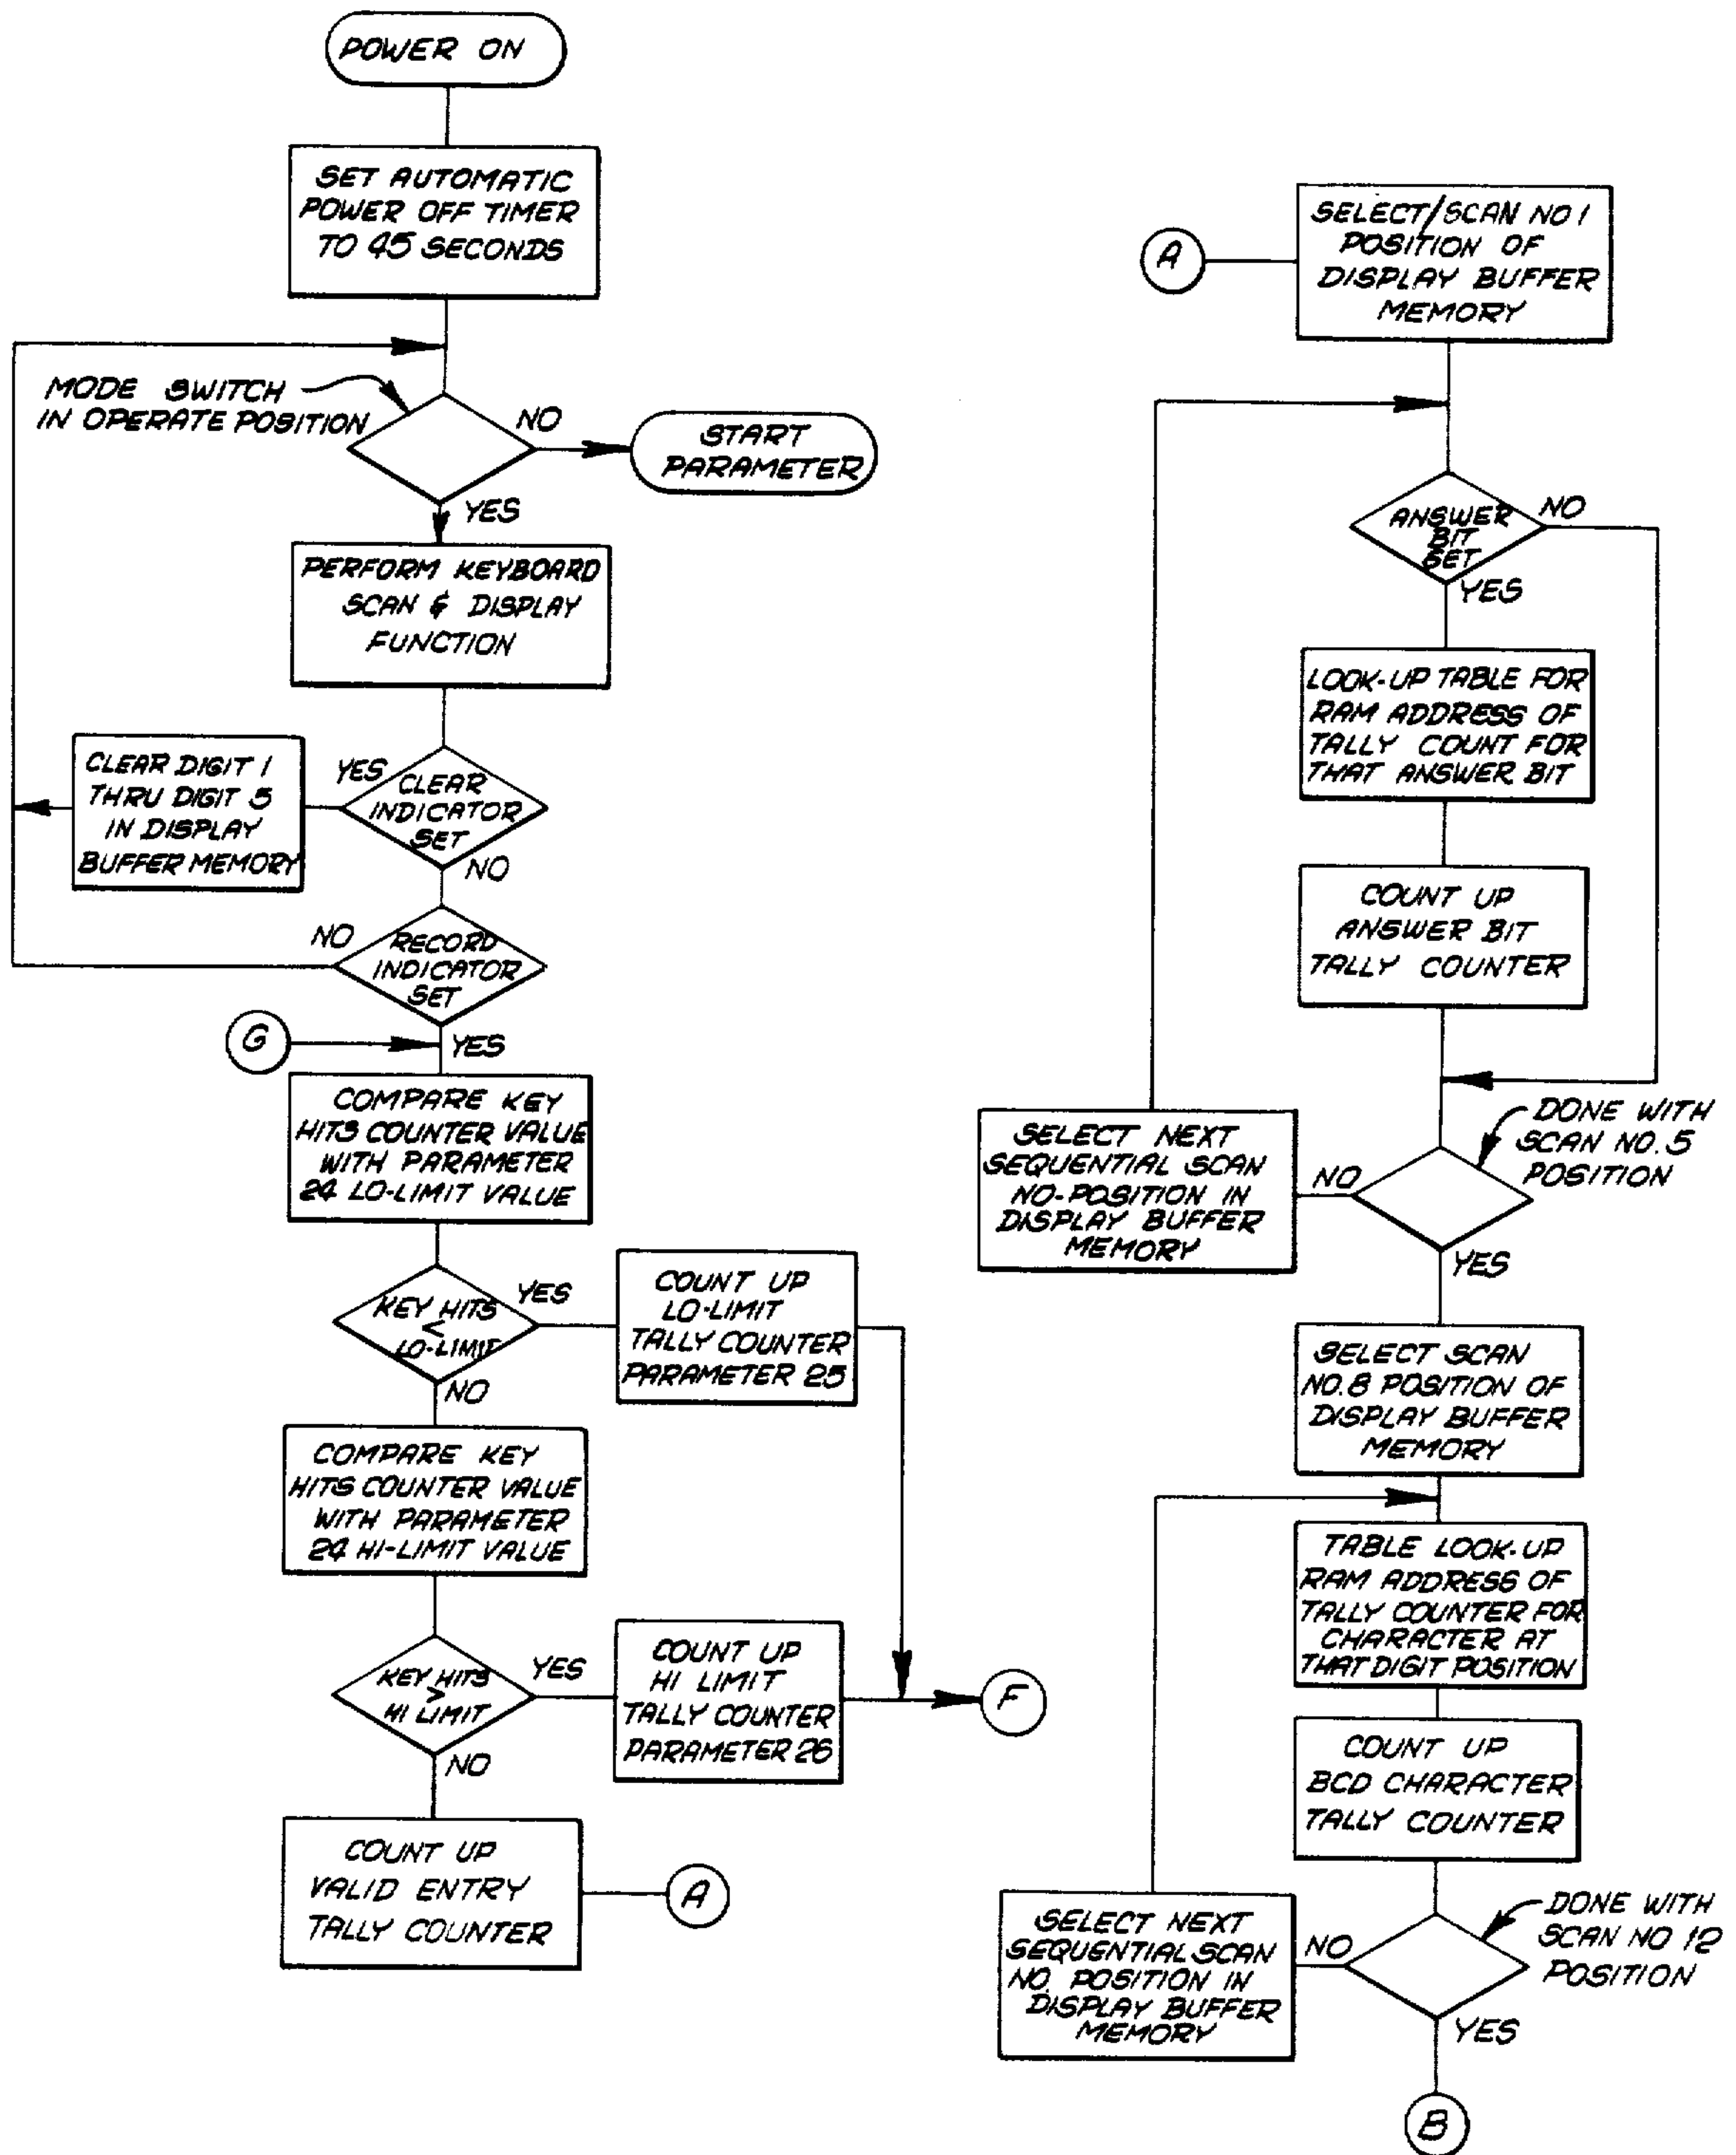 POWER ON
SET AUTOMATIC
POWER OFF TIMER
TO 45 SECONDS
MODE SWITCH
IN OPERATE POSITION
NO
START
PARAMETER
YES
PERFORM KEYBOARD
SCAN & DISPLAY
FUNCTION
CLEAR DIGIT 1
THRU DIGIT 5
IN DISPLAY
BUFFER MEMORY
YES
CLEAR
INDICATOR
SET
NO
NO
RECORD
INDICATOR
SET
G
YES
COMPARE KEY
HITS COUNTER VALUE
WITH PARAMETER
24 LO-LIMIT VALUE
KEY HITS
<
LO-LIMIT
YES
COUNT UP
LO-LIMIT
TALLY COUNTER
PARAMETER 25
NO
COMPARE KEY
HITS COUNTER VALUE
WITH PARAMETER
24 HI-LIMIT VALUE
KEY HITS
>
HI LIMIT
YES
COUNT UP
HI LIMIT
TALLY COUNTER
PARAMETER 26
F
NO
COUNT UP
VALID ENTRY
TALLY COUNTER
A
A
SELECT/SCAN NO 1
POSITION OF
DISPLAY BUFFER
MEMORY
ANSWER
BIT
SET
NO
YES
LOOK-UP TABLE FOR
RAM ADDRESS OF
TALLY COUNT FOR
THAT ANSWER BIT
COUNT UP
ANSWER BIT
TALLY COUNTER
DONE WITH
SCAN NO. 5
POSITION
NO
SELECT NEXT
SEQUENTIAL SCAN
NO-POSITION IN
DISPLAY BUFFER
MEMORY
YES
SELECT SCAN
NO. 8 POSITION OF
DISPLAY BUFFER
MEMORY
TABLE LOOK-UP
RAM ADDRESS OF
TALLY COUNTER FOR
CHARACTER AT
THAT DIGIT POSITION
COUNT UP
BCD CHARACTER
TALLY COUNTER
DONE WITH
SCAN NO 12
POSITION
NO
SELECT NEXT
SEQUENTIAL SCAN
NO. POSITION IN
DISPLAY BUFFER
MEMORY
YES
B